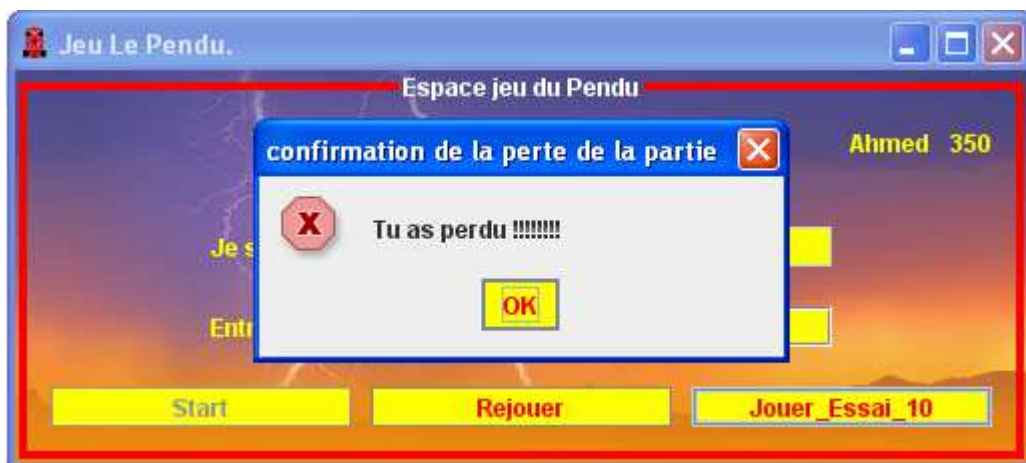 Jeu Le Pendu.
Espace jeu du Pendu
confirmation de la perte de la partie
Ahmed 350
Tu as perdu !!!!!!!!
Je
OK
Start
Rejouer
Jouer_Essai_10